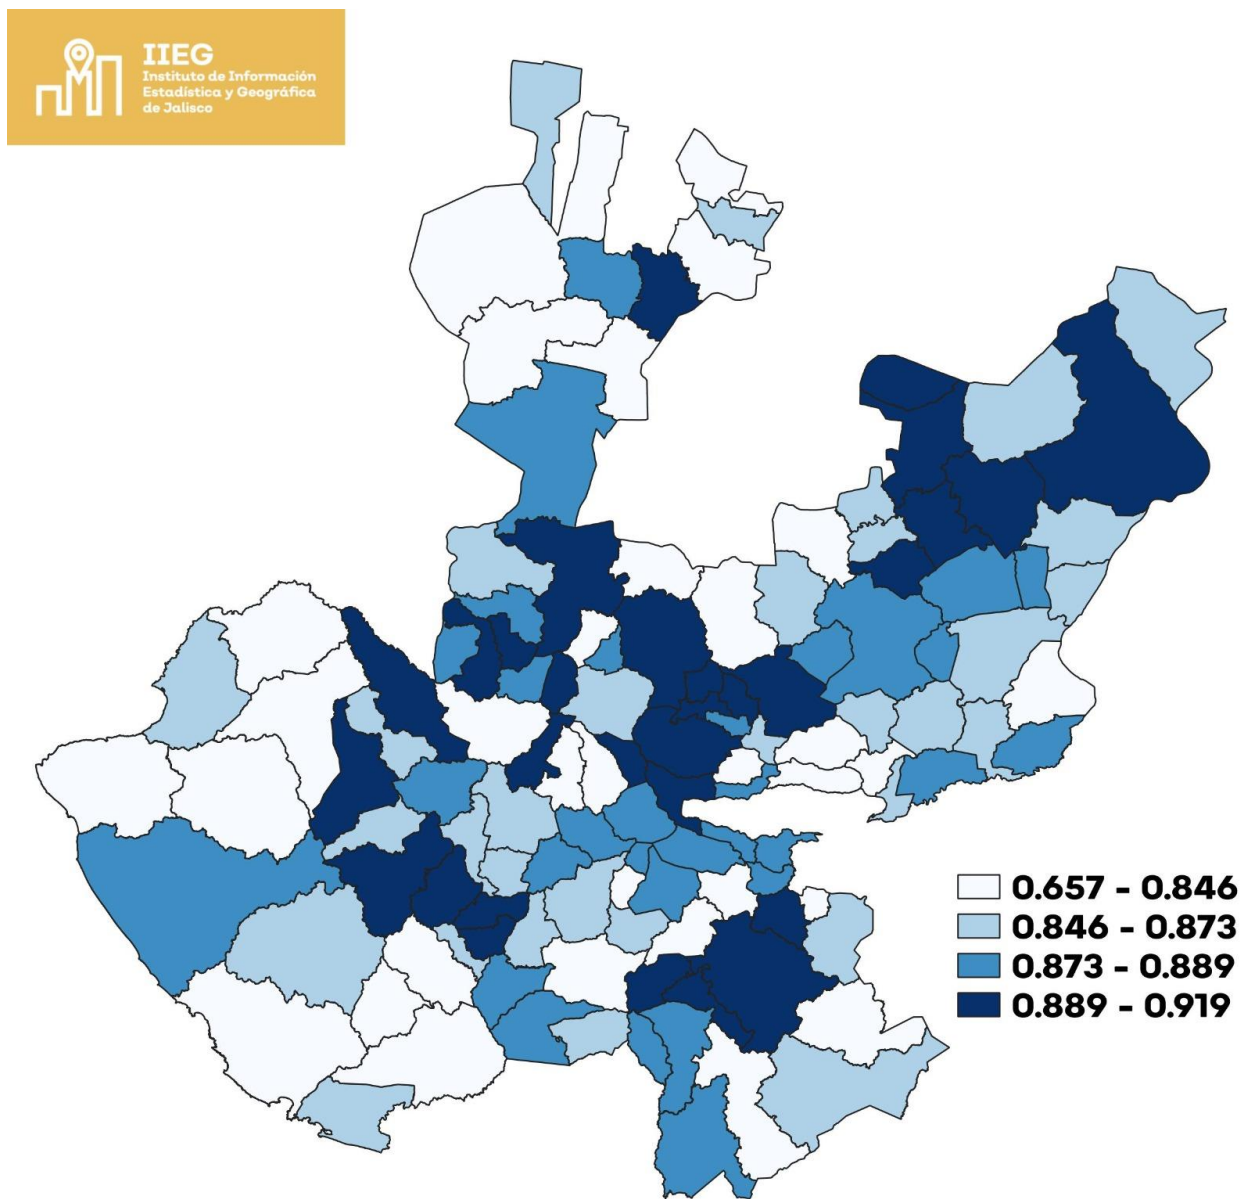 IIEG
Instituto de Información
Estadística y Geográfica
de Jalisco
0.657 - 0.846
0.846 - 0.873
0.873 - 0.889
0.889 - 0.919